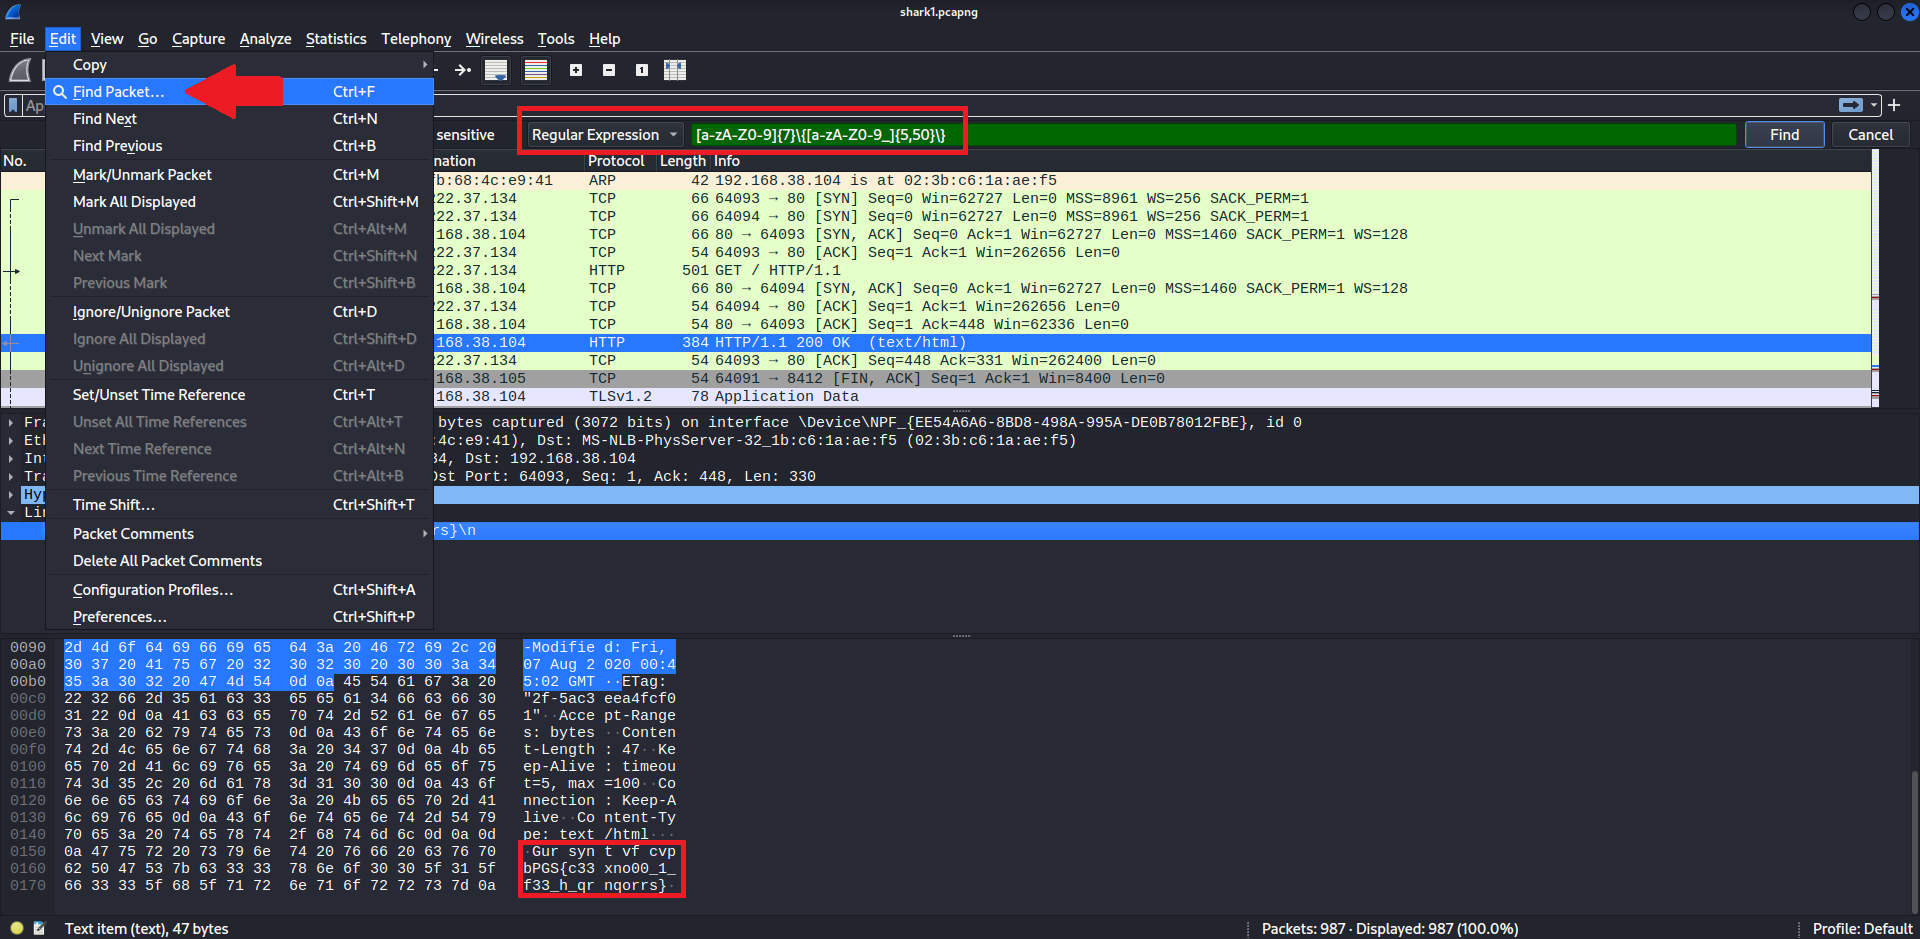 shark1.pcapng
File Edit View Go Capture Analyze Statistics Telephony Wireless Tools Help
Copy
Find Packet... Ctrl+F
Find Next Ctrl+N
Find Previous Ctrl+B
Mark/Unmark Packet Ctrl+M
Mark All Displayed Ctrl+Shift+M
Unmark All Displayed Ctrl+Alt+M
Next Mark Ctrl+Shift+N
Previous Mark Ctrl+Shift+B
Ignore/Unignore Packet Ctrl+D
Ignore All Displayed Ctrl+Shift+D
Unignore All Displayed Ctrl+Alt+D
Set/Unset Time Reference Ctrl+T
Unset All Time References Ctrl+Alt+T
Next Time Reference Ctrl+Alt+N
Previous Time Reference Ctrl+Alt+B
Time Shift... Ctrl+Shift+T
Packet Comments
Delete All Packet Comments
Configuration Profiles... Ctrl+Shift+A
Preferences... Ctrl+Shift+P
Ap
sensitive Regular Expression [a-zA-Z0-9]{7}\{[a-zA-Z0-9_]{5,50}\} Find Cancel
No. nation Protocol Length Info
fb:68:4c:e9:41 ARP 42 192.168.38.104 is at 02:3b:c6:1a:ae:f5
222.37.134 TCP 66 64093 → 80 [SYN] Seq=0 Win=62727 Len=0 MSS=8961 WS=256 SACK_PERM=1
222.37.134 TCP 66 64094 → 80 [SYN] Seq=0 Win=62727 Len=0 MSS=8961 WS=256 SACK_PERM=1
168.38.104 TCP 66 80 → 64093 [SYN, ACK] Seq=0 Ack=1 Win=62727 Len=0 MSS=1460 SACK_PERM=1 WS=128
222.37.134 TCP 54 64093 → 80 [ACK] Seq=1 Ack=1 Win=262656 Len=0
222.37.134 HTTP 501 GET / HTTP/1.1
168.38.104 TCP 66 80 → 64094 [SYN, ACK] Seq=0 Ack=1 Win=62727 Len=0 MSS=1460 SACK_PERM=1 WS=128
222.37.134 TCP 54 64094 → 80 [ACK] Seq=1 Ack=1 Win=262656 Len=0
168.38.104 TCP 54 80 → 64093 [ACK] Seq=1 Ack=448 Win=62336 Len=0
168.38.104 HTTP 384 HTTP/1.1 200 OK (text/html)
222.37.134 TCP 54 64093 → 80 [ACK] Seq=448 Ack=331 Win=262400 Len=0
168.38.105 TCP 54 64091 → 8412 [FIN, ACK] Seq=1 Ack=1 Win=8400 Len=0
168.38.104 TLSv1.2 78 Application Data
Fra bytes captured (3072 bits) on interface \Device\NPF_{EE54A6A6-8BD8-498A-995A-DE0B78012FBE}, id 0
Eth :4c:e9:41), Dst: MS-NLB-PhysServer-32_1b:c6:1a:ae:f5 (02:3b:c6:1a:ae:f5)
Int 34, Dst: 192.168.38.104
Tra Dst Port: 64093, Seq: 1, Ack: 448, Len: 330
Hyp
Lin
rs}\n
0090 2d 4d 6f 64 69 66 69 65 64 3a 20 46 72 69 2c 20 -Modifie d: Fri,
00a0 30 37 20 41 75 67 20 32 30 32 30 20 30 30 3a 34 07 Aug 2 020 00:4
00b0 35 3a 30 32 20 47 4d 54 0d 0a 45 54 61 67 3a 20 5:02 GMT ··ETag:
00c0 22 32 66 2d 35 61 63 33 65 65 61 34 66 63 66 30 "2f-5ac3 eea4fcf0
00d0 31 22 0d 0a 41 63 63 65 70 74 2d 52 61 6e 67 65 1"··Acce pt-Range
00e0 73 3a 20 62 79 74 65 73 0d 0a 43 6f 6e 74 65 6e s: bytes ··Conten
00f0 74 2d 4c 65 6e 67 74 68 3a 20 34 37 0d 0a 4b 65 t-Length : 47··Ke
0100 65 70 2d 41 6c 69 76 65 3a 20 74 69 6d 65 6f 75 ep-Alive : timeou
0110 74 3d 35 2c 20 6d 61 78 3d 31 30 30 0d 0a 43 6f t=5, max =100··Co
0120 6e 6e 65 63 74 69 6f 6e 3a 20 4b 65 65 70 2d 41 nnection : Keep-A
0130 6c 69 76 65 0d 0a 43 6f 6e 74 65 6e 74 2d 54 79 live··Co ntent-Ty
0140 70 65 3a 20 74 65 78 74 2f 68 74 6d 6c 0d 0a 0d pe: text /html···
0150 0a 47 75 72 20 73 79 6e 74 20 76 66 20 63 76 70 ·Gur syn t vf cvp
0160 62 50 47 53 7b 63 33 33 78 6e 6f 30 30 5f 31 5f bPGS{c33 xno00_1_
0170 66 33 33 5f 68 5f 71 72 6e 71 6f 72 72 73 7d 0a f33_h_qr nqorrs}·
Text item (text), 47 bytes Packets: 987 · Displayed: 987 (100.0%) Profile: Default